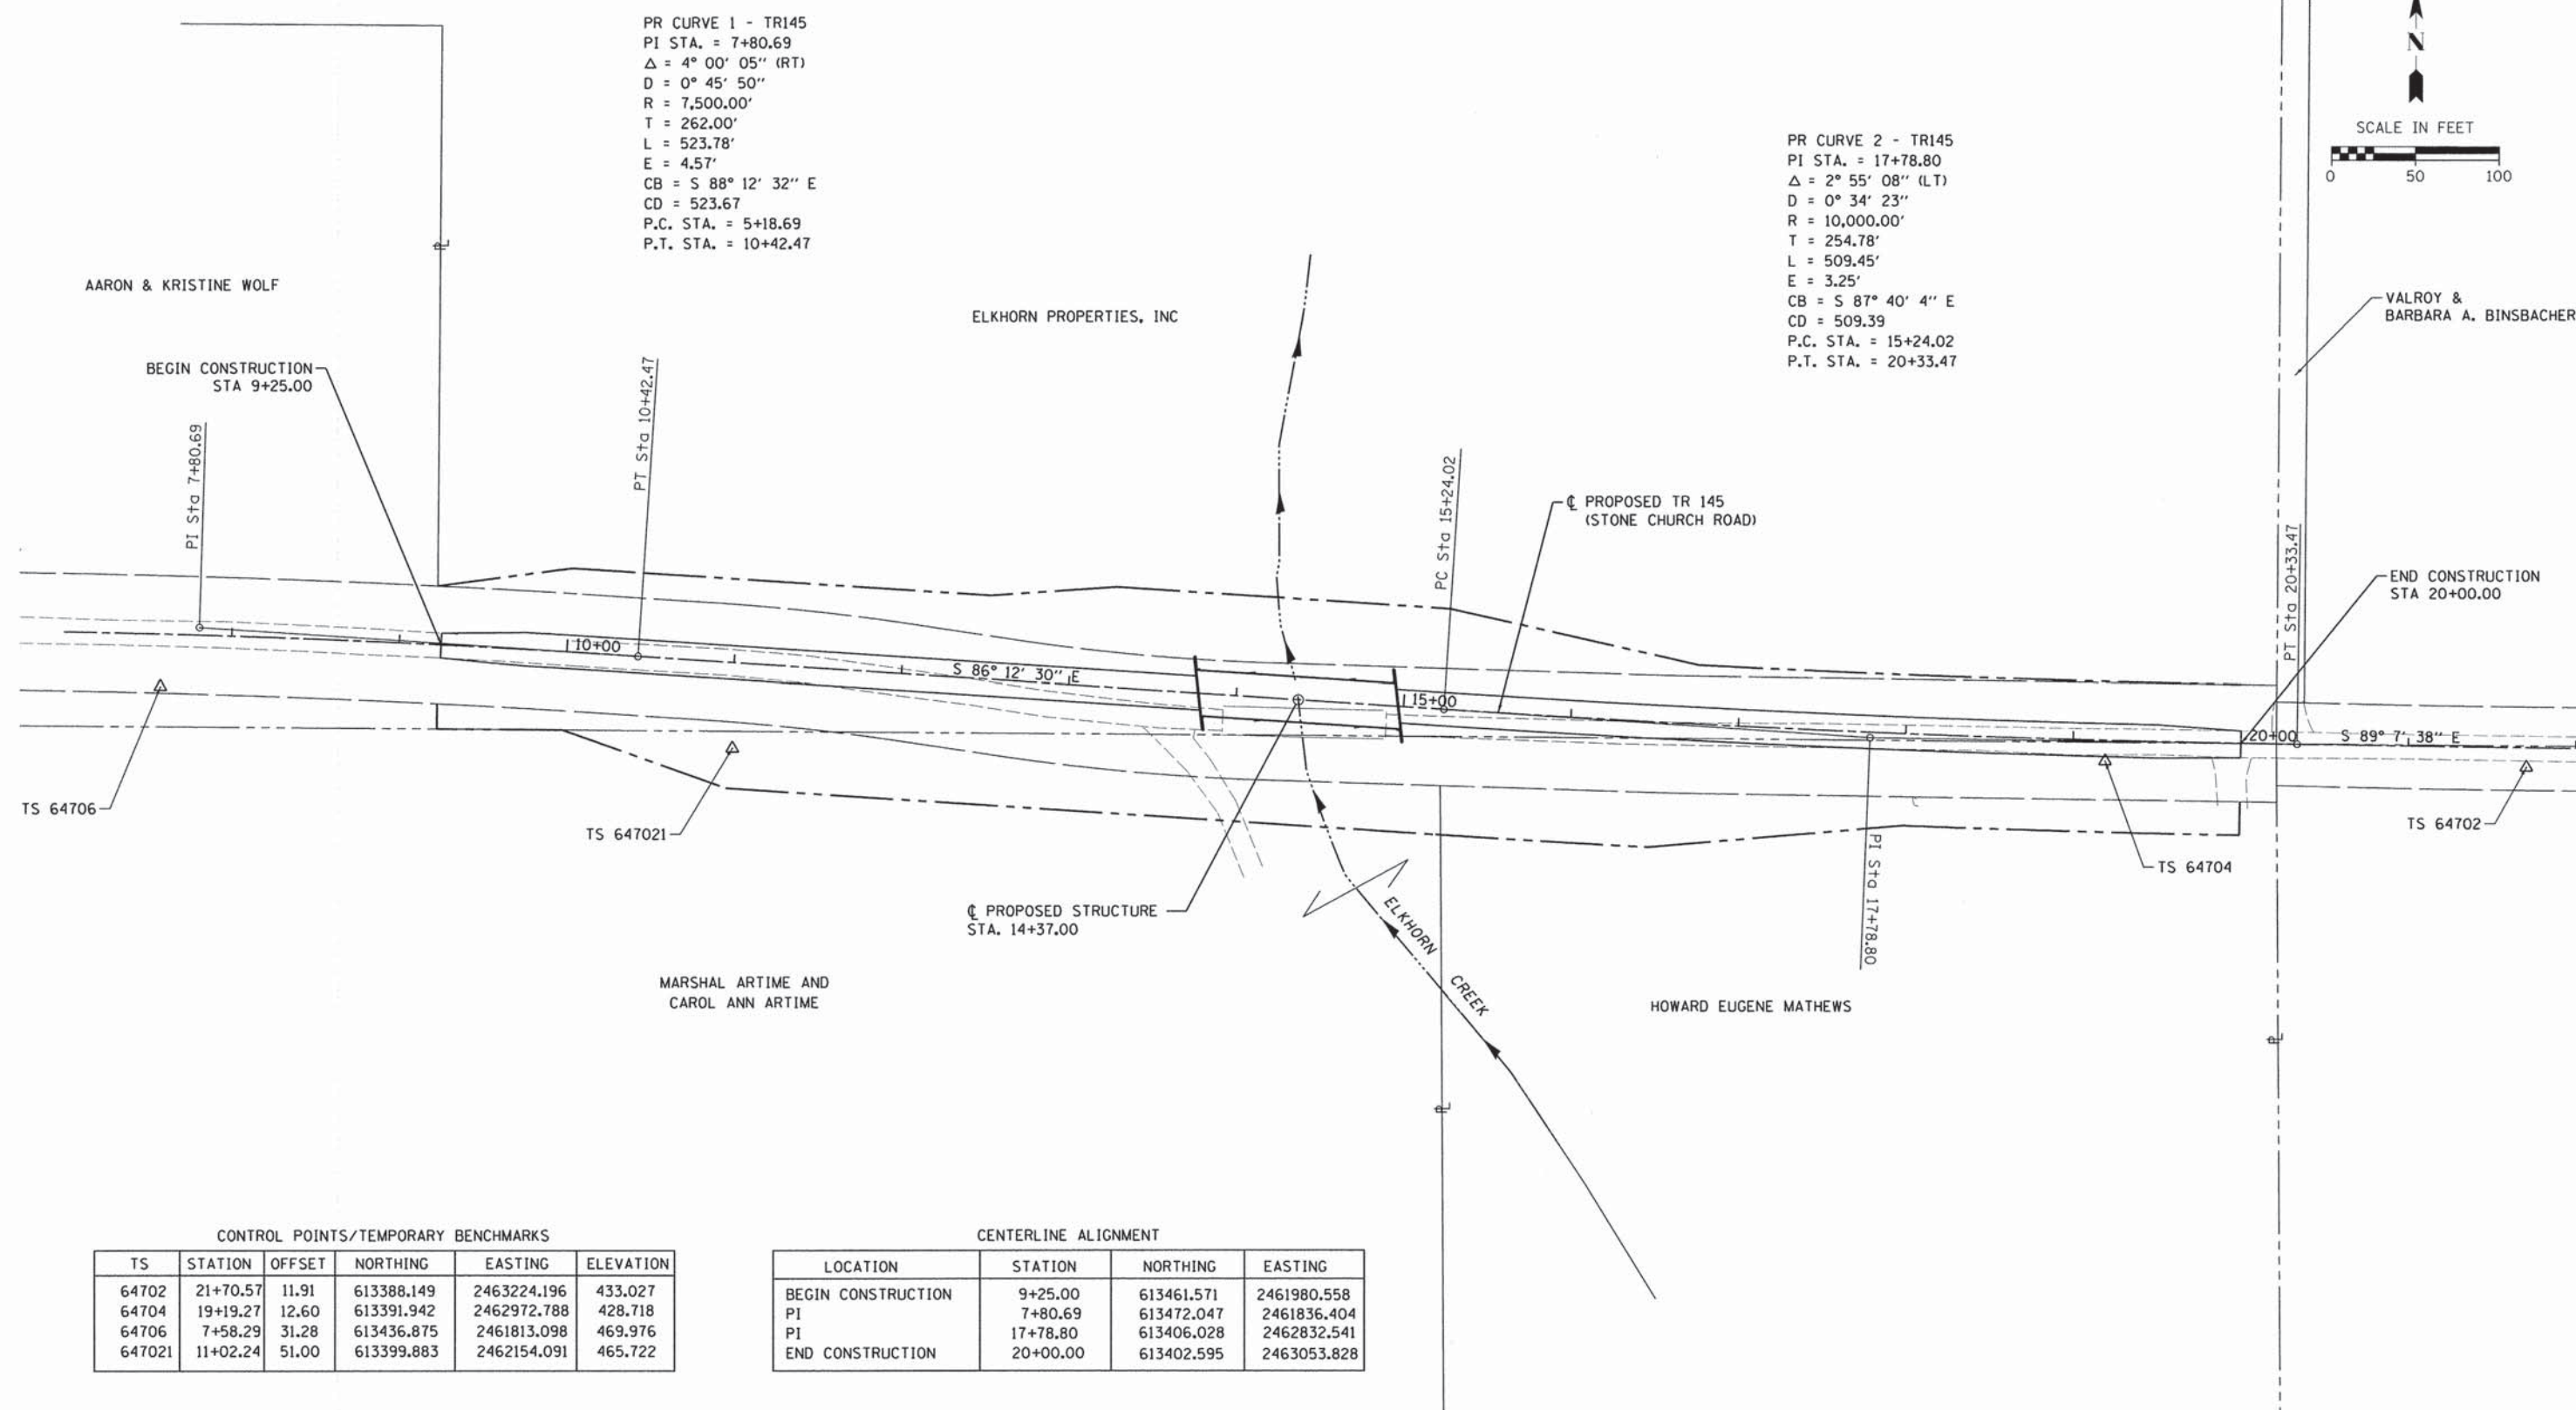 PR CURVE 1 - TR145
PI STA. = 7+80.69
Δ = 4° 00' 05" (RT)
D = 0° 45' 50"
R = 7,500.00'
T = 262.00'
L = 523.78'
E = 4.57'
CB = S 88° 12' 32" E
CD = 523.67
P.C. STA. = 5+18.69
P.T. STA. = 10+42.47
PR CURVE 2 - TR145
PI STA. = 17+78.80
Δ = 2° 55' 08" (LT)
D = 0° 34' 23"
R = 10,000.00'
T = 254.78'
L = 509.45'
E = 3.25'
CB = S 87° 40' 4" E
CD = 509.39
P.C. STA. = 15+24.02
P.T. STA. = 20+33.47
N
SCALE IN FEET
0 50 100
AARON & KRISTINE WOLF
ELKHORN PROPERTIES, INC
VALROY &
BARBARA A. BINSBACHER
BEGIN CONSTRUCTION
STA 9+25.00
PI Sta 7+80.69
PT Sta 10+42.47
PC Sta 15+24.02
℄ PROPOSED TR 145
(STONE CHURCH ROAD)
PT Sta 20+33.47
END CONSTRUCTION
STA 20+00.00
10+00
S 86° 12' 30" E
15+00
20+00
S 89° 7' 38" E
TS 64706
TS 647021
TS 64702
TS 64704
PI Sta 17+78.80
℄ PROPOSED STRUCTURE
STA. 14+37.00
ELKHORN CREEK
MARSHAL ARTIME AND
CAROL ANN ARTIME
HOWARD EUGENE MATHEWS
PL
PL
PL
CONTROL POINTS/TEMPORARY BENCHMARKS
TS STATION OFFSET NORTHING EASTING ELEVATION
64702 21+70.57 11.91 613388.149 2463224.196 433.027
64704 19+19.27 12.60 613391.942 2462972.788 428.718
64706 7+58.29 31.28 613436.875 2461813.098 469.976
647021 11+02.24 51.00 613399.883 2462154.091 465.722
CENTERLINE ALIGNMENT
LOCATION STATION NORTHING EASTING
BEGIN CONSTRUCTION 9+25.00 613461.571 2461980.558
PI 7+80.69 613472.047 2461836.404
PI 17+78.80 613406.028 2462832.541
END CONSTRUCTION 20+00.00 613402.595 2463053.828